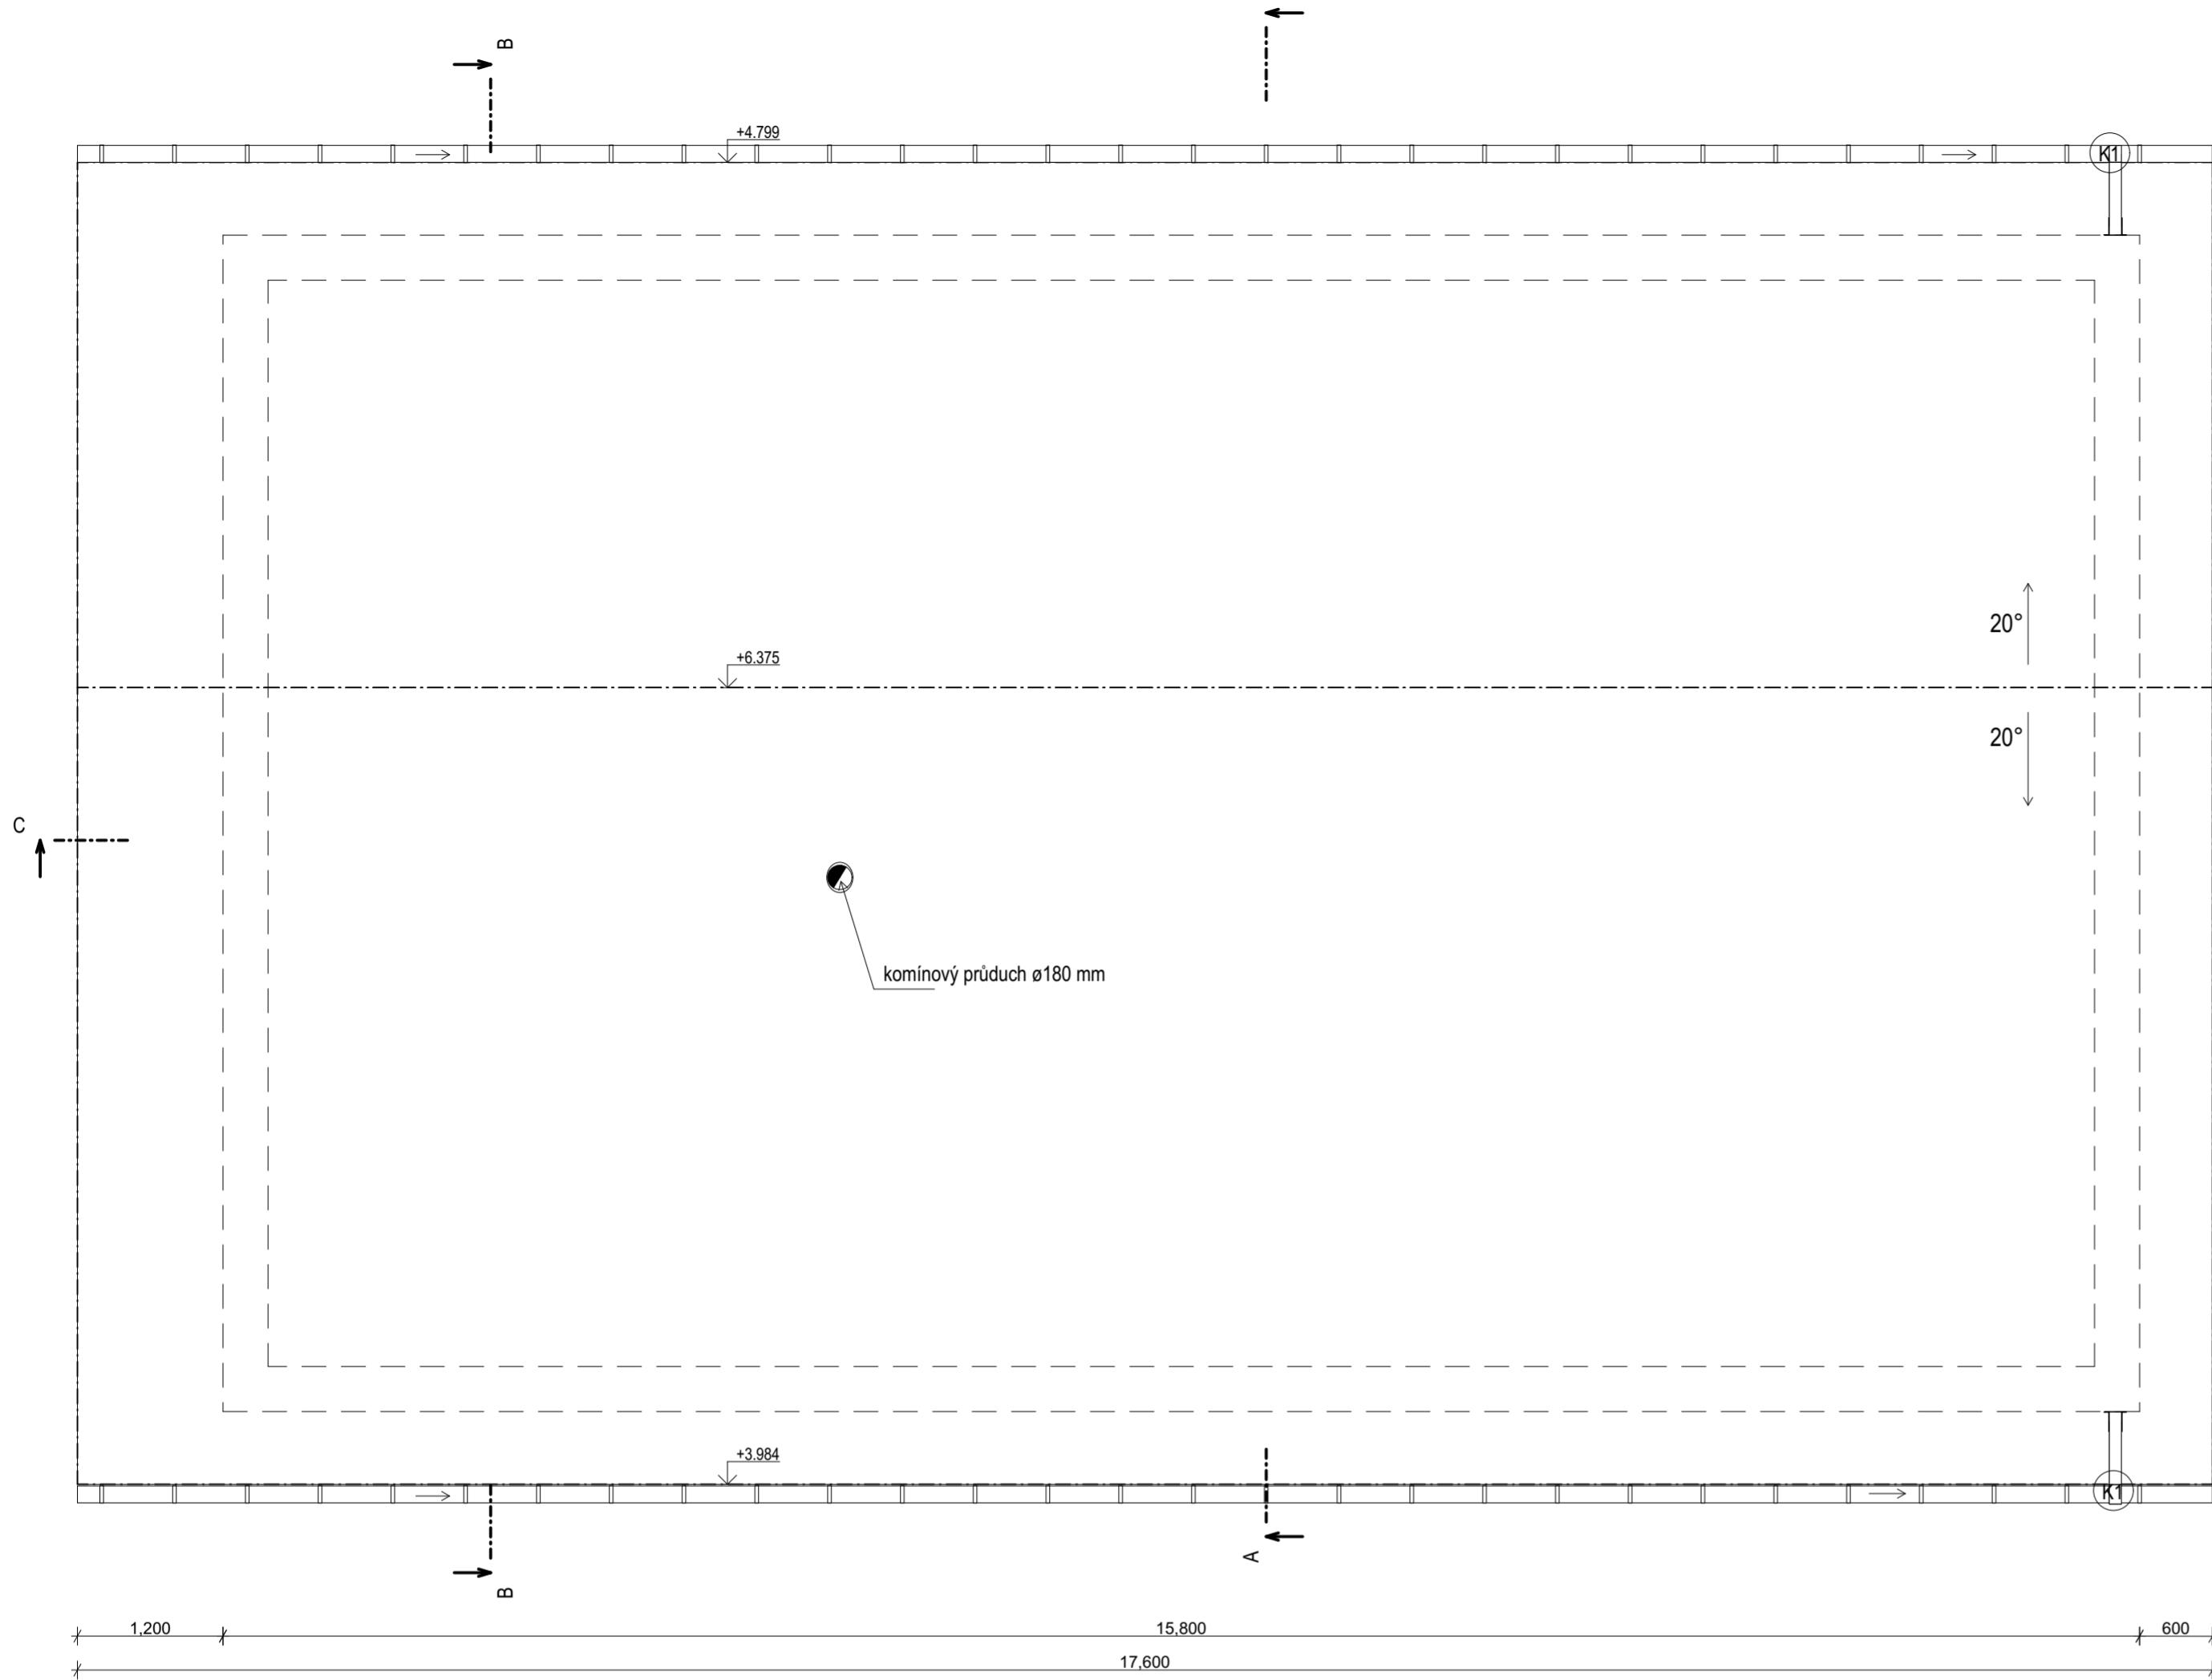 B
+4.799
K1
+6.375
20°
20°
C
komínový průduch ø180 mm
+3.984
K1
A
B
1,200
15,800
600
17,600